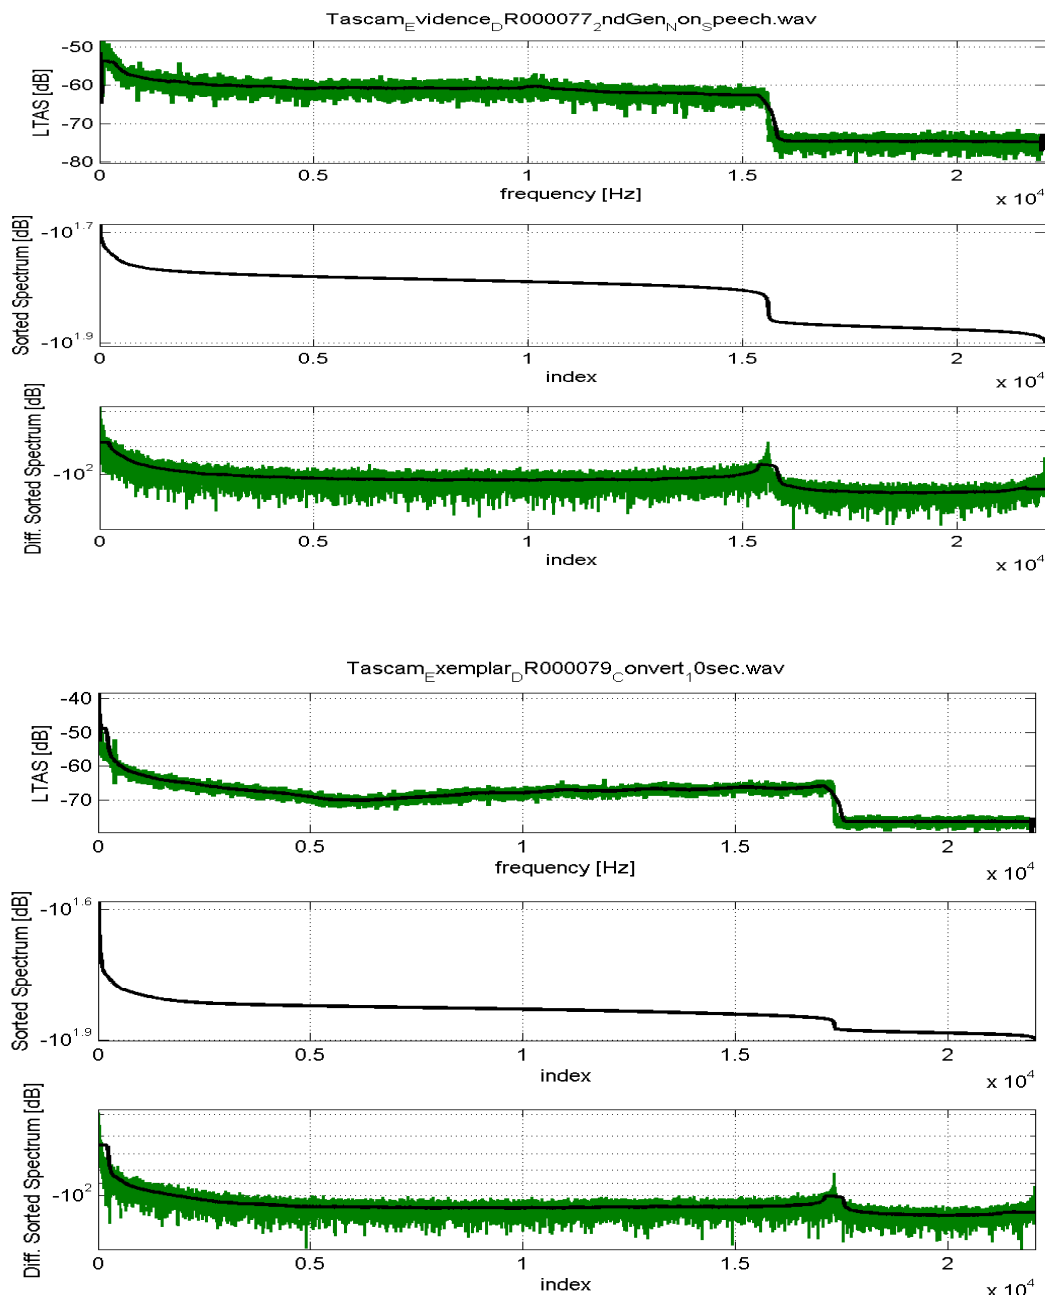 Tascam_Evidence_DR000077_2ndGen_Non_Speech.wav
LTAS [dB]
-50
-60
-70
-80
0
0.5
1
1.5
2
frequency [Hz]
x 10^4
Sorted Spectrum [dB]
-10^1.7
-10^1.9
0
0.5
1
1.5
2
index
x 10^4
Diff. Sorted Spectrum [dB]
-10^2
0
0.5
1
1.5
2
index
x 10^4
Tascam_Exemplar_DR000079_Convert_10sec.wav
LTAS [dB]
-40
-50
-60
-70
0
0.5
1
1.5
2
frequency [Hz]
x 10^4
Sorted Spectrum [dB]
-10^1.6
-10^1.9
0
0.5
1
1.5
2
index
x 10^4
Diff. Sorted Spectrum [dB]
-10^2
0
0.5
1
1.5
2
index
x 10^4